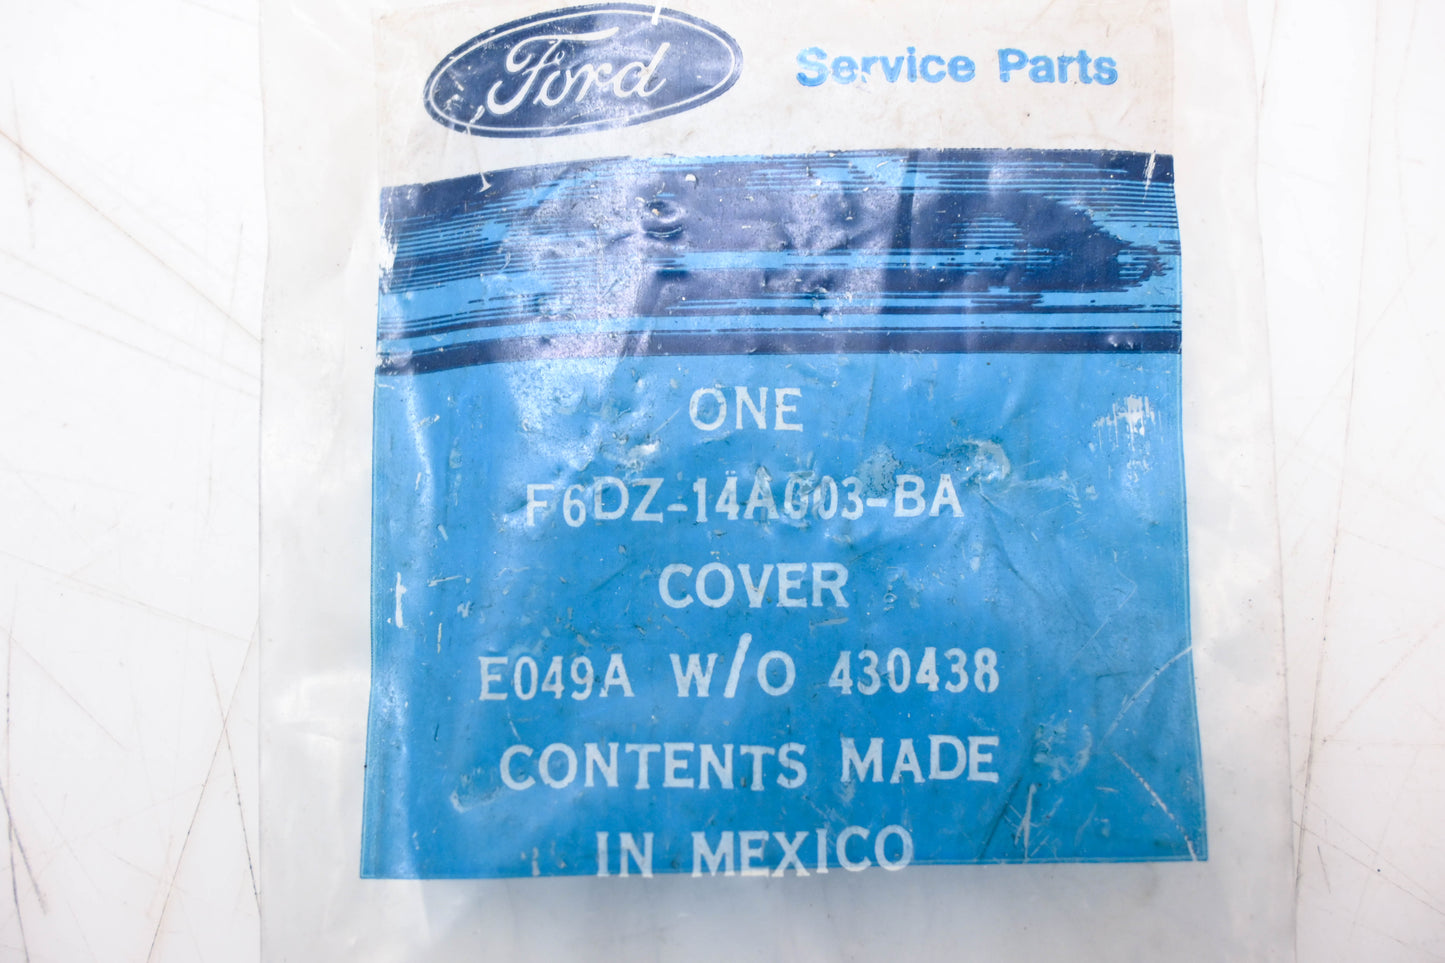 Ford
Service Parts
ONE
F6DZ-14A003-BA
COVER
E049A W/O 430438
CONTENTS MADE
IN MEXICO